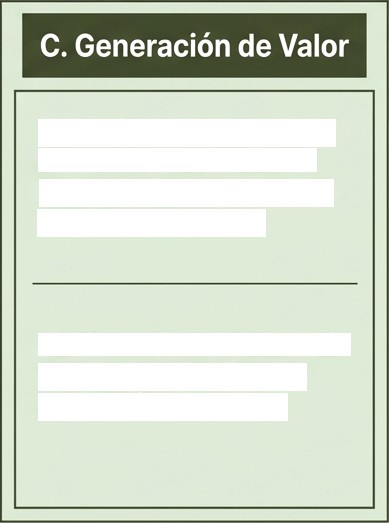 C. Generación de Valor